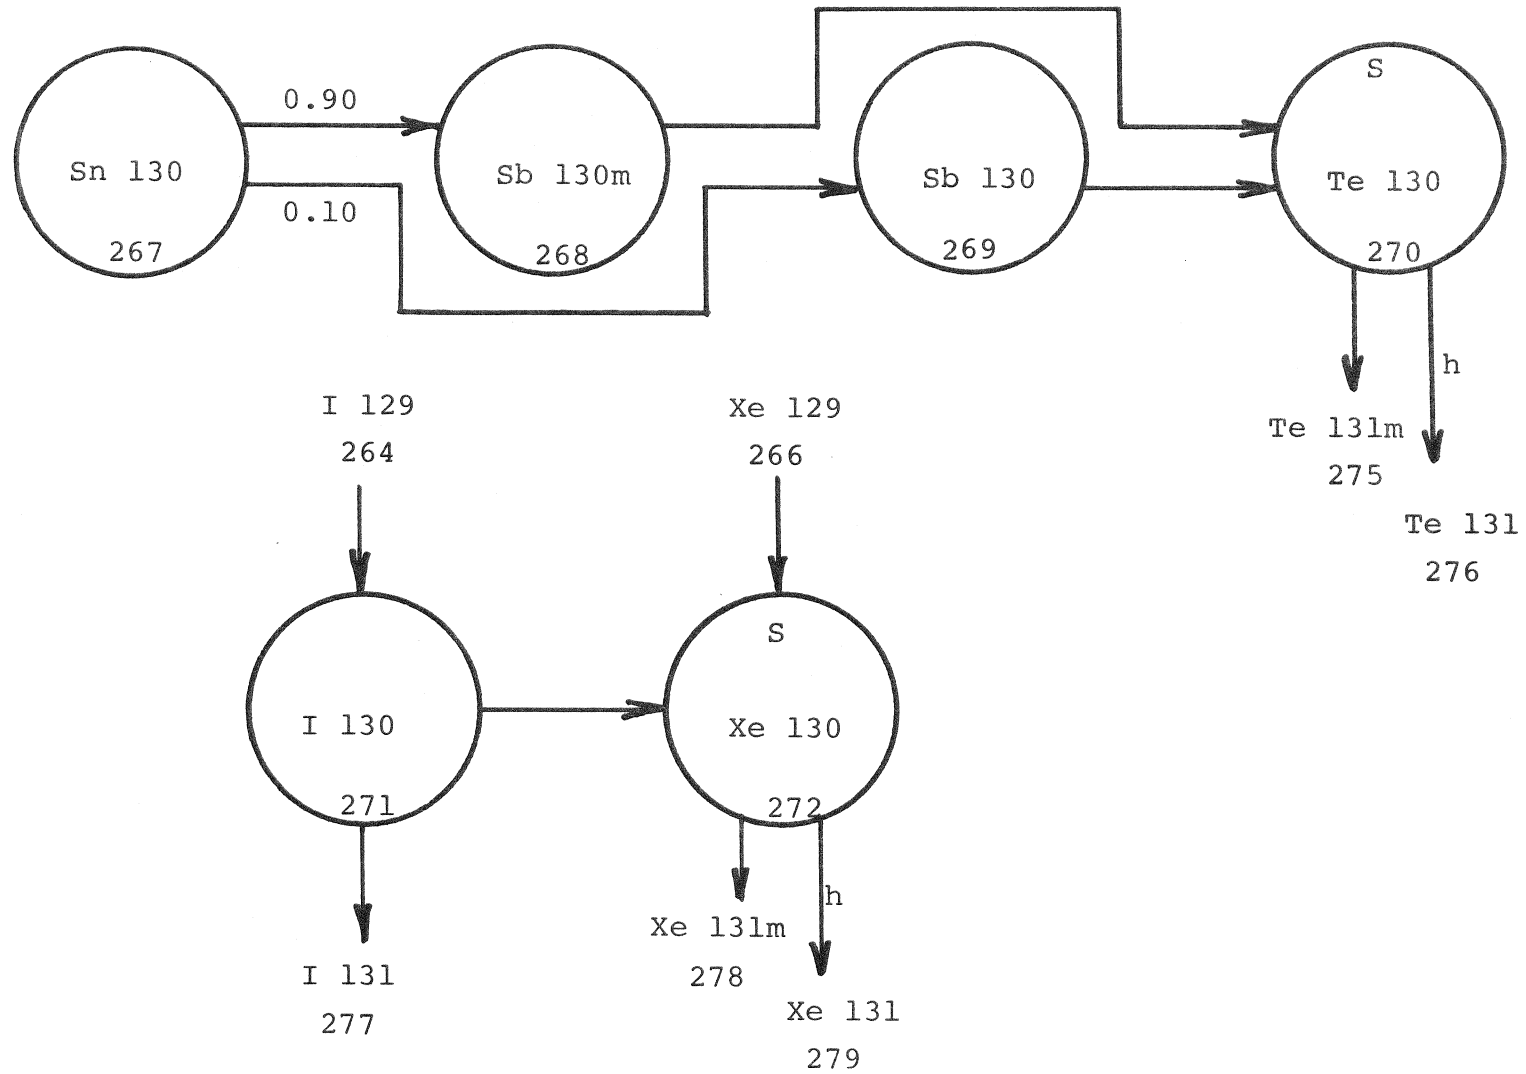 S
0.90
Sn 130
Sb 130m
Sb 130
Te 130
0.10
267
268
269
270
h
I 129
264
Xe 129
266
Te 131m
275
Te 131
276
S
I 130
Xe 130
271
272
h
Xe 131m
278
I 131
277
Xe 131
279